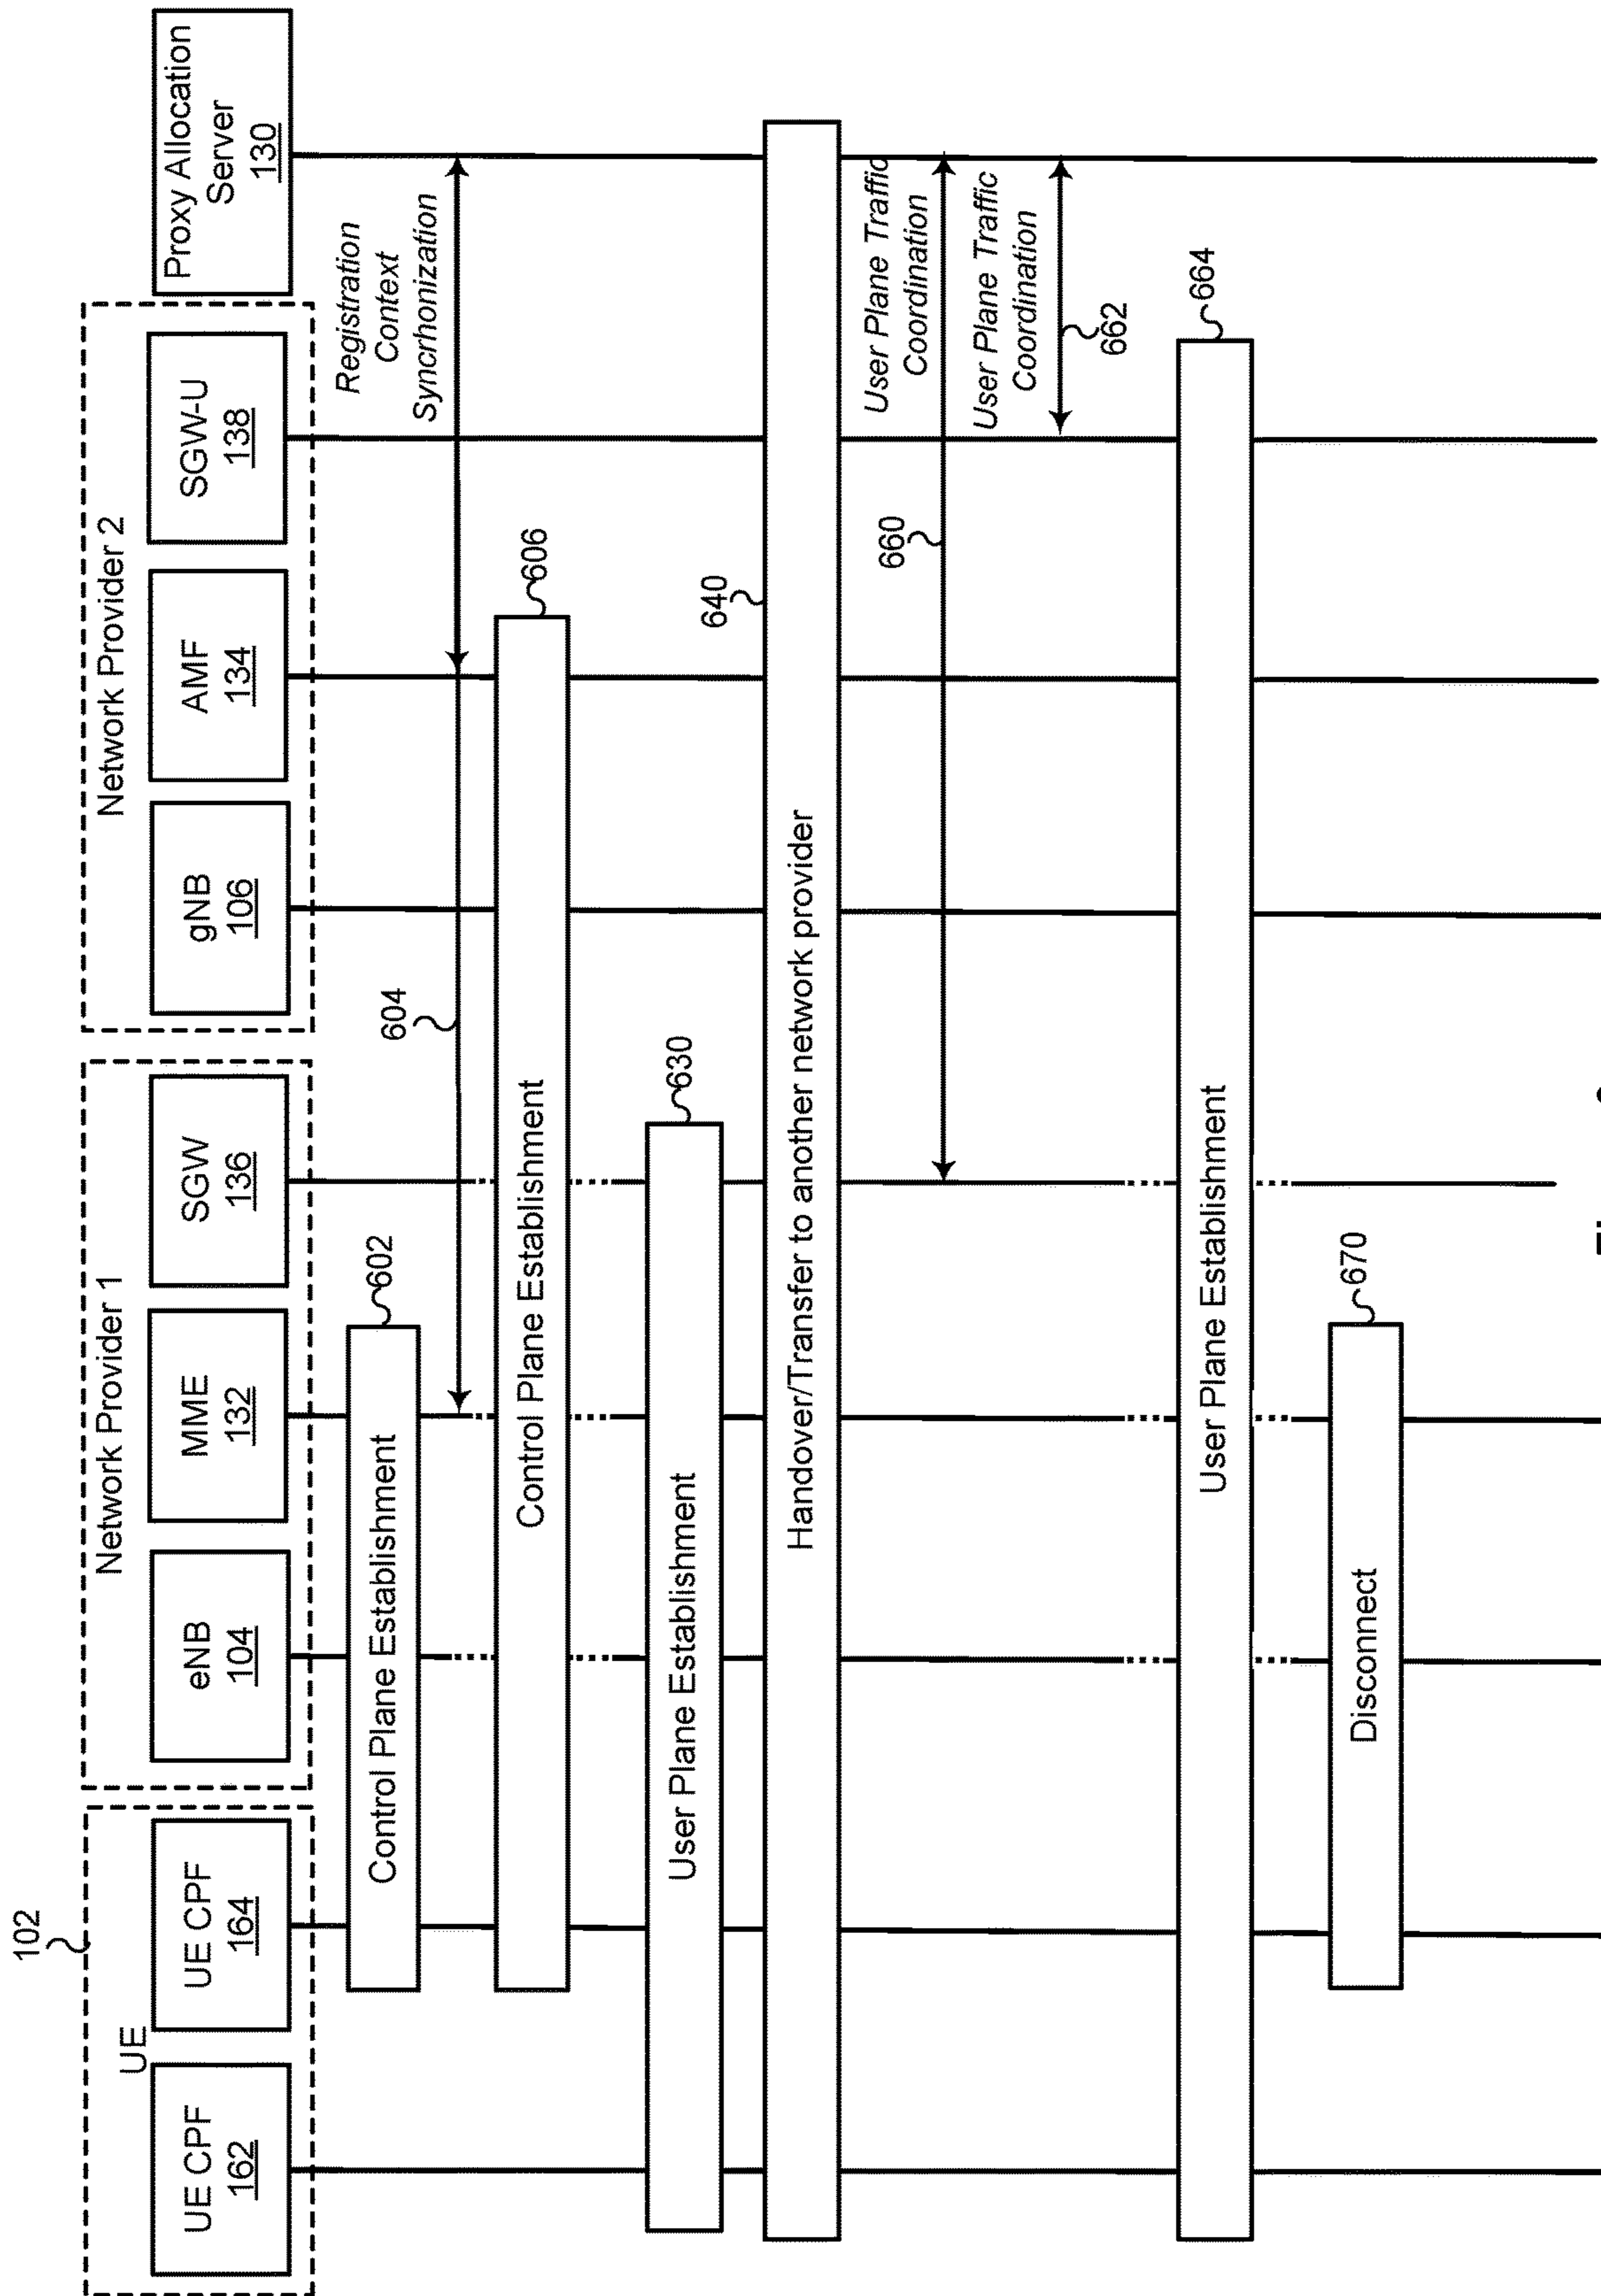 102
UE
UE CPF
162
UE CPF
164
Network Provider 1
eNB
104
MME
132
SGW
136
Network Provider 2
gNB
106
AMF
134
SGW-U
138
Proxy Allocation
Server
130
Control Plane Establishment
602
604
Registration
Context
Syncrhonization
Control Plane Establishment
606
User Plane Establishment
630
640
Handover/Transfer to another network provider
660
User Plane Traffic
Coordination
User Plane Traffic
Coordination
662
User Plane Establishment
664
Disconnect
670